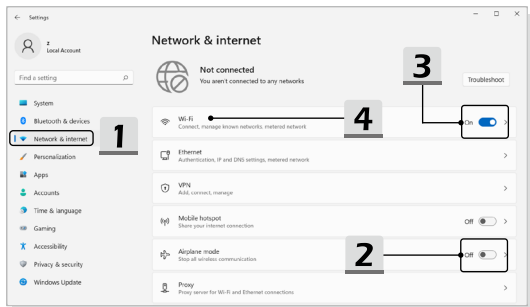 Settings
z
Local Account
Find a setting
System
Bluetooth & devices
Network & internet
Personalization
Apps
Accounts
Time & language
Gaming
Accessibility
Privacy & security
Windows Update
1
Network & internet
Not connected
You aren't connected to any networks
Troubleshoot
3
Wi-Fi
Connect, manage known networks, metered network
4
On
Ethernet
Authentication, IP and DNS settings, metered network
VPN
Add, connect, manage
Mobile hotspot
Share your internet connection
Off
Airplane mode
Stop all wireless communication
2
Off
Proxy
Proxy server for Wi-Fi and Ethernet connections